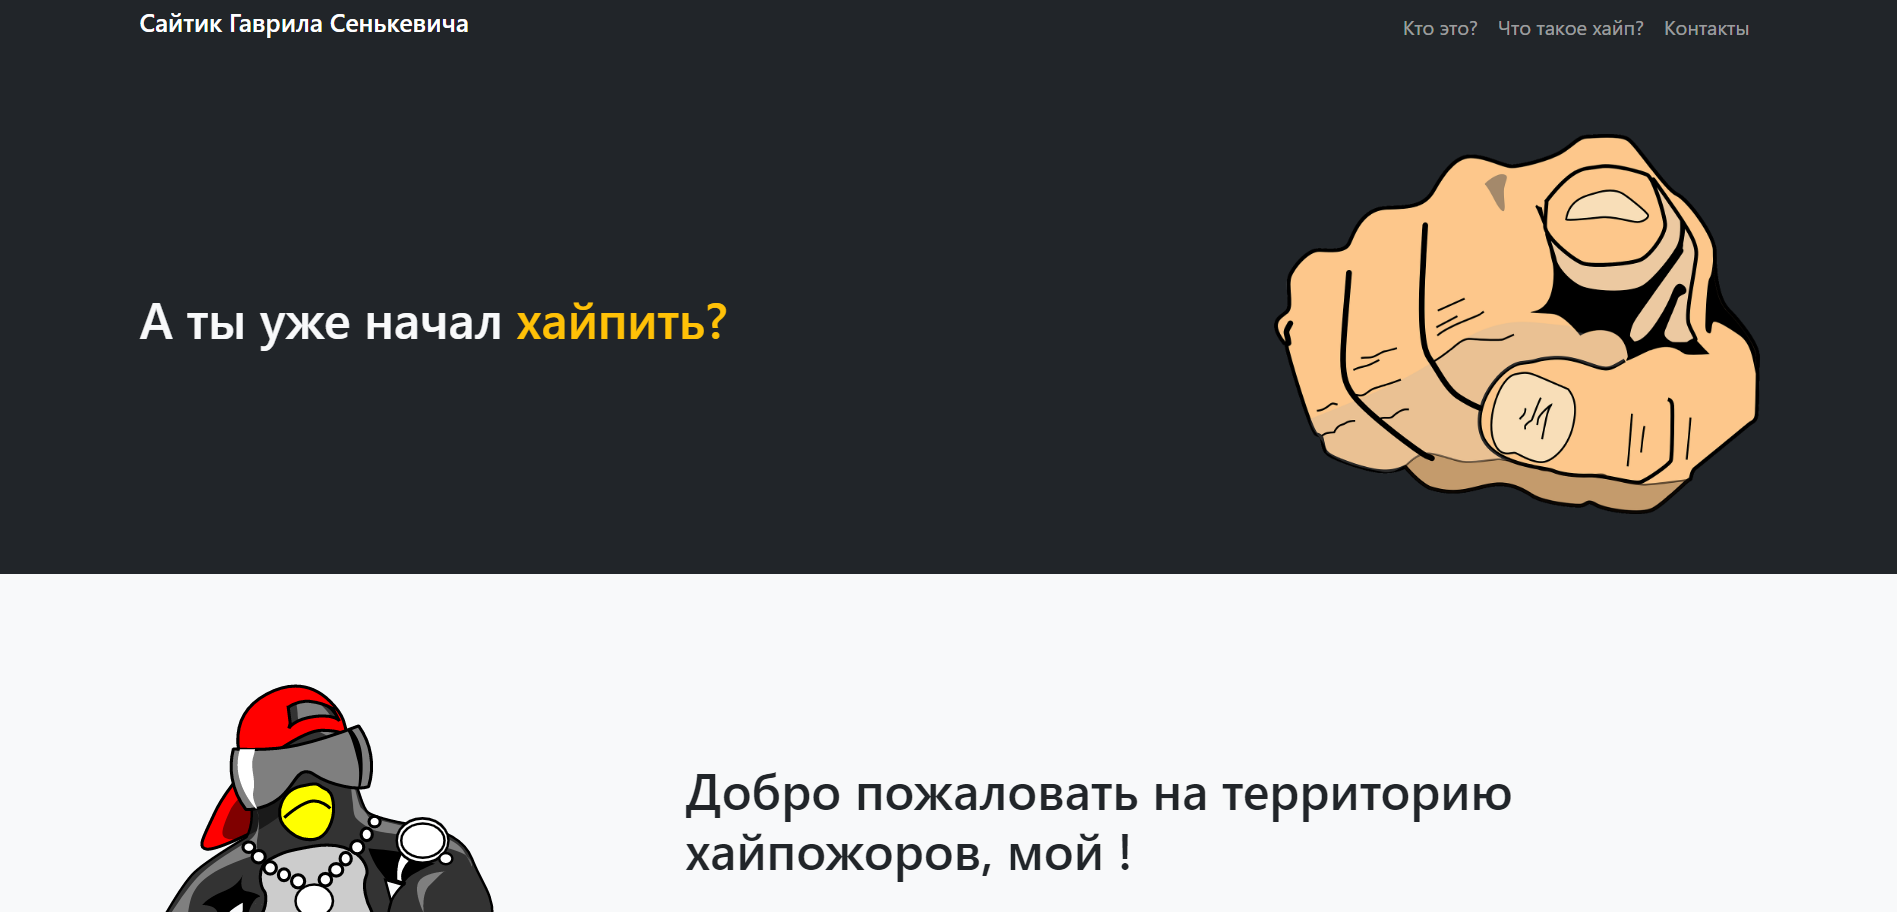 Сайтик Гаврила Сенькевича
Кто это? Что такое хайп? Контакты
А ты уже начал хайпить?
Добро пожаловать на территорию
хайпожоров, мой !